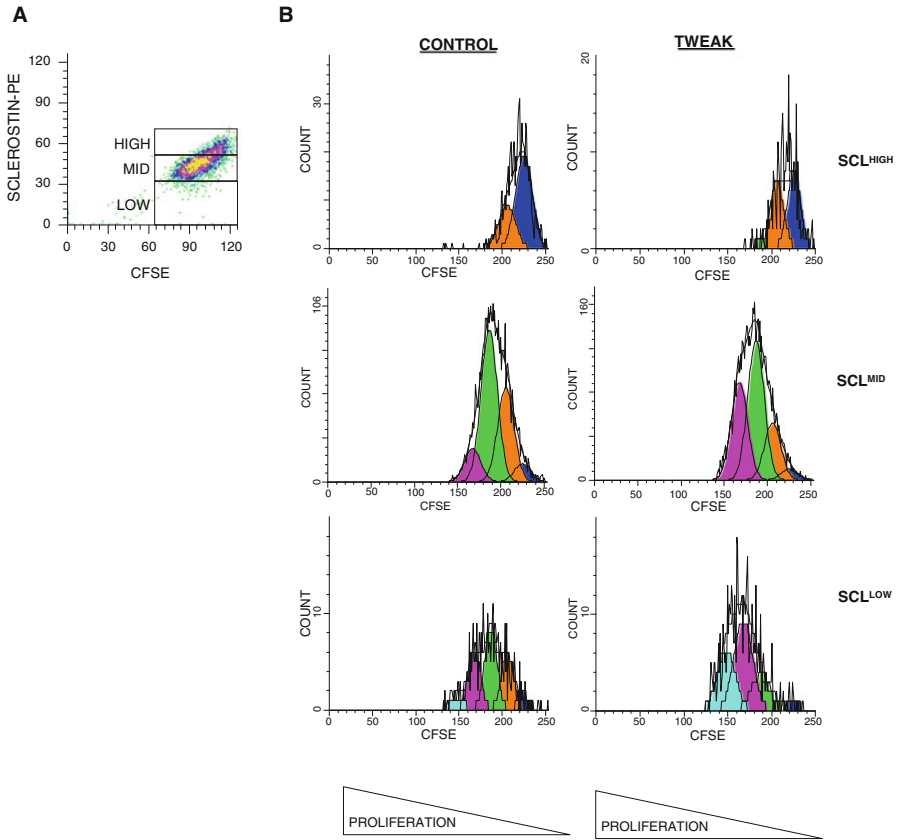 A
B
CONTROL
TWEAK
SCLEROSTIN-PE
120
90
60
30
0
HIGH
MID
LOW
0 30 60 90 120
CFSE
COUNT
30
0
0 50 100 150 200 250
CFSE
COUNT
20
10
0
0 50 100 150 200 250
CFSE
SCLHIGH
COUNT
106
0
0 50 100 150 200 250
CFSE
COUNT
160
0
0 50 100 150 200 250
CFSE
SCLMID
COUNT
10
0
0 50 100 150 200 250
CFSE
COUNT
10
0
0 50 100 150 200 250
CFSE
SCLLOW
PROLIFERATION
PROLIFERATION